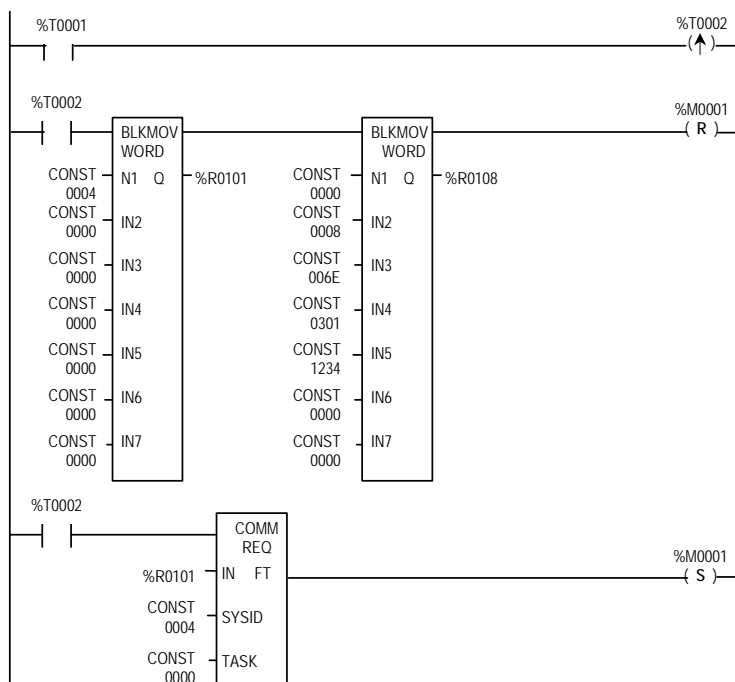 %T0001
%T0002
(↑)
%T0002
%M0001
BLKMOV
WORD
BLKMOV
WORD
( R )
CONST
0004
N1 Q
%R0101
CONST
0000
N1 Q
%R0108
CONST
0000
IN2
CONST
0008
IN2
CONST
0000
IN3
CONST
006E
IN3
CONST
0000
IN4
CONST
0301
IN4
CONST
0000
IN5
CONST
1234
IN5
CONST
0000
IN6
CONST
0000
IN6
CONST
0000
IN7
CONST
0000
IN7
%T0002
COMM
REQ
%M0001
%R0101
IN FT
( S )
CONST
0004
SYSID
CONST
0000
TASK